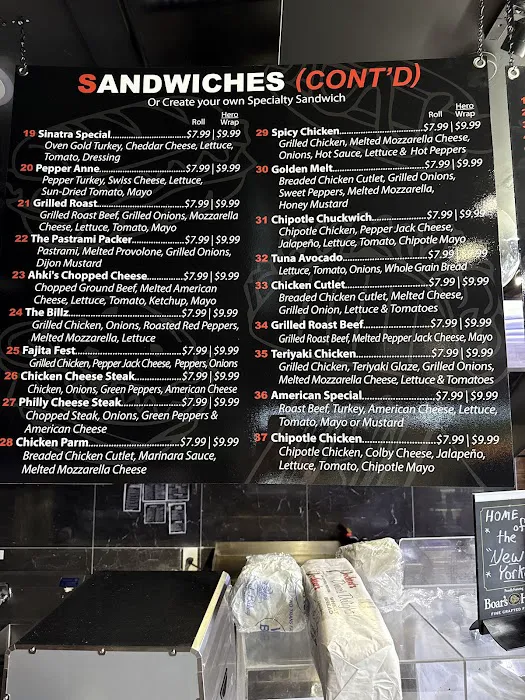 SANDWICHES (CONT'D)
Or Create your own Specialty Sandwich
Roll Hero Wrap
19 Sinatra Special..........$7.99 | $9.99
Oven Gold Turkey, Cheddar Cheese, Lettuce,
Tomato, Dressing
20 Pepper Anne..........$7.99 | $9.99
Pepper Turkey, Swiss Cheese, Lettuce,
Sun-Dried Tomato, Mayo
21 Grilled Roast..........$7.99 | $9.99
Grilled Roast Beef, Grilled Onions, Mozzarella
Cheese, Lettuce, Tomato, Mayo
22 The Pastrami Packer..........$7.99 | $9.99
Pastrami, Melted Provolone, Grilled Onions,
Dijon Mustard
23 Ahki's Chopped Cheese..........$7.99 | $9.99
Chopped Ground Beef, Melted American
Cheese, Lettuce, Tomato, Ketchup, Mayo
24 The Billz..........$7.99 | $9.99
Grilled Chicken, Onions, Roasted Red Peppers,
Melted Mozzarella, Lettuce
25 Fajita Fest..........$7.99 | $9.99
Grilled Chicken, Pepper Jack Cheese, Peppers, Onions
26 Chicken Cheese Steak..........$7.99 | $9.99
Chicken, Onions, Green Peppers, American Cheese
27 Philly Cheese Steak..........$7.99 | $9.99
Chopped Steak, Onions, Green Peppers &
American Cheese
28 Chicken Parm..........$7.99 | $9.99
Breaded Chicken Cutlet, Marinara Sauce,
Melted Mozzarella Cheese
Roll Hero Wrap
29 Spicy Chicken..........$7.99 | $9.99
Grilled Chicken, Melted Mozzarella Cheese,
Onions, Hot Sauce, Lettuce & Hot Peppers
30 Golden Melt..........$7.99 | $9.99
Breaded Chicken Cutlet, Grilled Onions,
Sweet Peppers, Melted Mozzarella,
Honey Mustard
31 Chipotle Chuckwich..........$7.99 | $9.99
Chipotle Chicken, Pepper Jack Cheese,
Jalapeño, Lettuce, Tomato, Chipotle Mayo
32 Tuna Avocado..........$7.99 | $9.99
Lettuce, Tomato, Onions, Whole Grain Bread
33 Chicken Cutlet..........$7.99 | $9.99
Breaded Chicken Cutlet, Melted Cheese,
Grilled Onion, Lettuce & Tomatoes
34 Grilled Roast Beef..........$7.99 | $9.99
Grilled Roast Beef, Melted Pepper Jack Cheese, Mayo
35 Teriyaki Chicken..........$7.99 | $9.99
Grilled Chicken, Teriyaki Glaze, Grilled Onions,
Melted Mozzarella Cheese, Lettuce & Tomatoes
36 American Special..........$7.99 | $9.99
Roast Beef, Turkey, American Cheese, Lettuce,
Tomato, Mayo or Mustard
37 Chipotle Chicken..........$7.99 | $9.99
Chipotle Chicken, Colby Cheese, Jalapeño,
Lettuce, Tomato, Chipotle Mayo
HOME
of
the
"New
York
Boar's